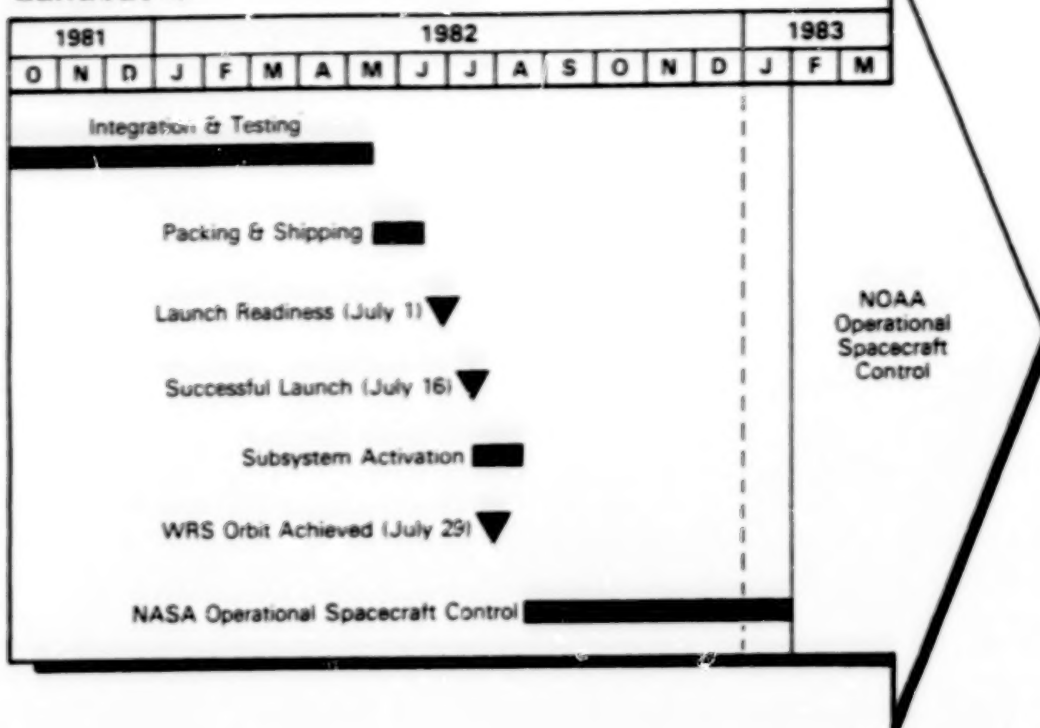 1981 1982 1983
O N D J F M A M J J A S O N D J F M
Integration & Testing
Packing & Shipping
Launch Readiness (July 1)
Successful Launch (July 16)
Subsystem Activation
WRS Orbit Achieved (July 29)
NASA Operational Spacecraft Control
NOAA
Operational
Spacecraft
Control